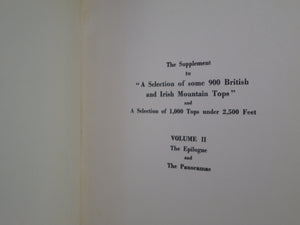 The Supplement
to
"A Selection of some 900 British
and Irish Mountain Tops"
and
A Selection of 1,000 Tops under 2,500 Feet
VOLUME II
The Epilogue
and
The Panoramas